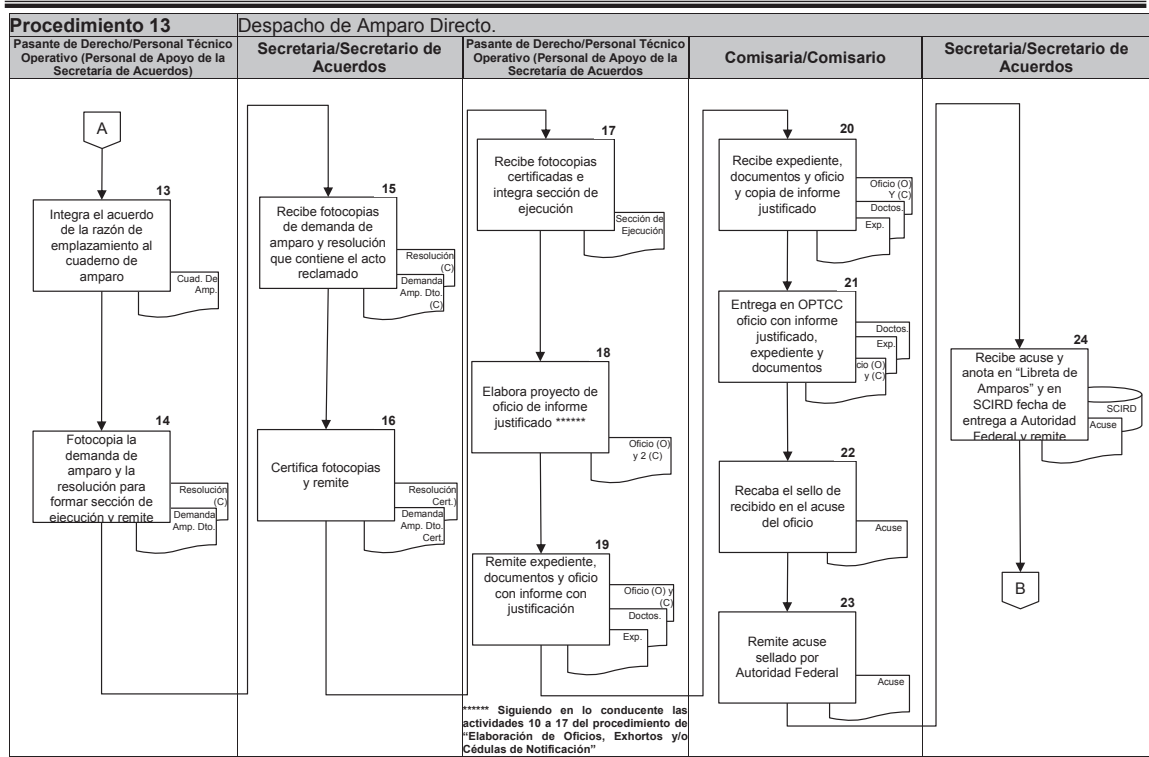 Procedimiento 13
Despacho de Amparo Directo.
Pasante de Derecho/Personal Técnico
Operativo (Personal de Apoyo de la
Secretaría de Acuerdos)
Secretaria/Secretario de
Acuerdos
Pasante de Derecho/Personal Técnico
Operativo (Personal de Apoyo de la
Secretaría de Acuerdos
Comisaria/Comisario
Secretaria/Secretario de
Acuerdos
A
13
Integra el acuerdo
de la razón de
emplazamiento al
cuaderno de
amparo
Cuad. De
Amp.
14
Fotocopia la
demanda de
amparo y la
resolución para
formar sección de
ejecución y remite
Resolución
(C)
Demanda
Amp. Dto.
15
Recibe fotocopias
de demanda de
amparo y resolución
que contiene el acto
reclamado
Resolución
(C)
Demanda
Amp. Dto.
(C)
16
Certifica fotocopias
y remite
Resolución
Cert.)
Demanda
Amp. Dto.
Cert.
17
Recibe fotocopias
certificadas e
integra sección de
ejecución
Sección de
Ejecución
18
Elabora proyecto de
oficio de informe
justificado ******
Oficio (O)
y 2 (C)
19
Remite expediente,
documentos y oficio
con informe con
justificación
Oficio (O) y
(C)
Doctos.
Exp.
****** Siguiendo en lo conducente las
actividades 10 a 17 del procedimiento de
“Elaboración de Oficios, Exhortos y/o
Cédulas de Notificación”
20
Recibe expediente,
documentos y oficio
y copia de informe
justificado
Oficio (O)
Y (C)
Doctos.
Exp.
21
Entrega en OPTCC
oficio con informe
justificado,
expediente y
documentos
Doctos.
Exp.
cio (O)
y (C)
22
Recaba el sello de
recibido en el acuse
del oficio
Acuse
23
Remite acuse
sellado por
Autoridad Federal
Acuse
24
Recibe acuse y
anota en “Libreta de
Amparos” y en
SCIRD fecha de
entrega a Autoridad
Federal y remite
SCIRD
Acuse
B